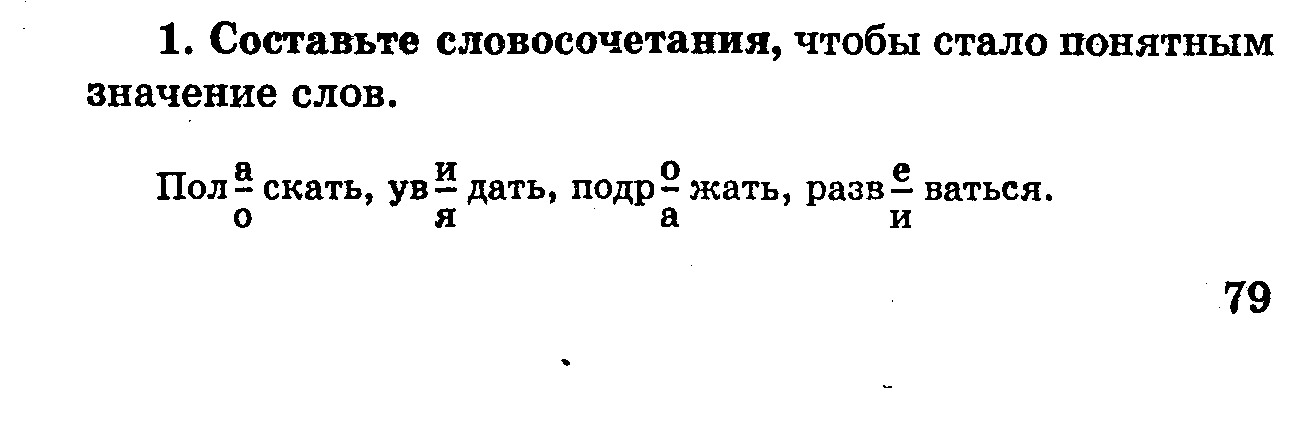 1. Составьте словосочетания, чтобы стало понятным
значение слов.
а и о е
Пол– скать, ув– дать, подр– жать, разв– ваться.
о я а и
79